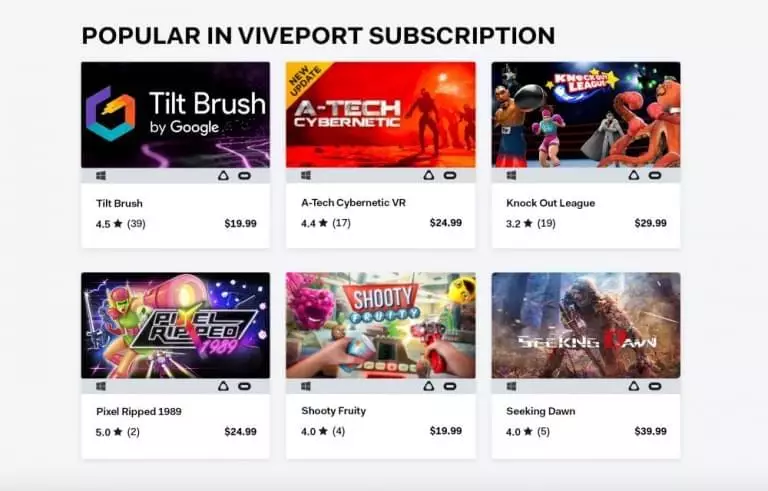 POPULAR IN VIVEPORT SUBSCRIPTION
Tilt Brush
by Google
NEW
UPDATE
A-TECH
CYBERNETIC
KNOCK OUT
LEAGUE
Tilt Brush
4.5 ★ (39) $19.99
A-Tech Cybernetic VR
4.4 ★ (17) $24.99
Knock Out League
3.2 ★ (19) $29.99
PIXEL
RIPPED
1989
SHOOTY
FRUITY
SEEKING DAWN
Pixel Ripped 1989
5.0 ★ (2) $24.99
Shooty Fruity
4.0 ★ (4) $19.99
Seeking Dawn
4.0 ★ (5) $39.99